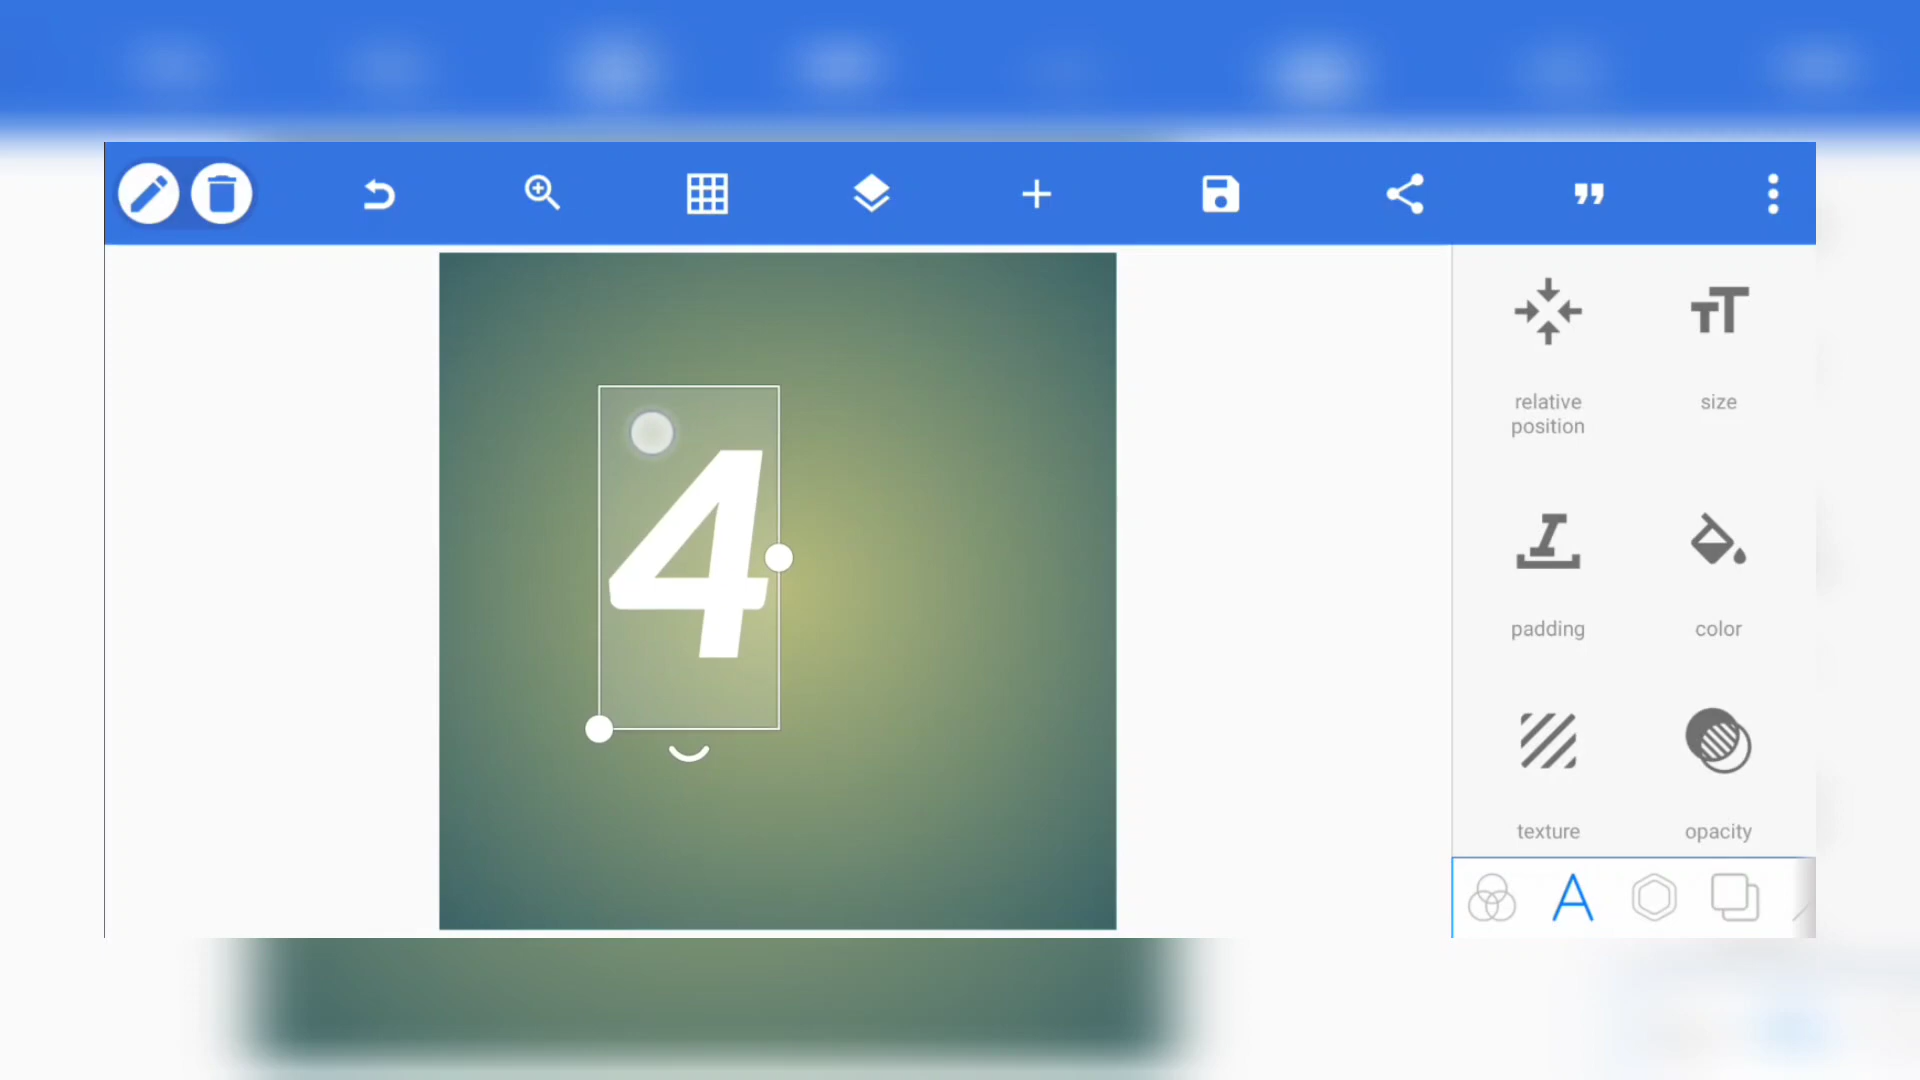 4
relative
position
size
padding
color
texture
opacity